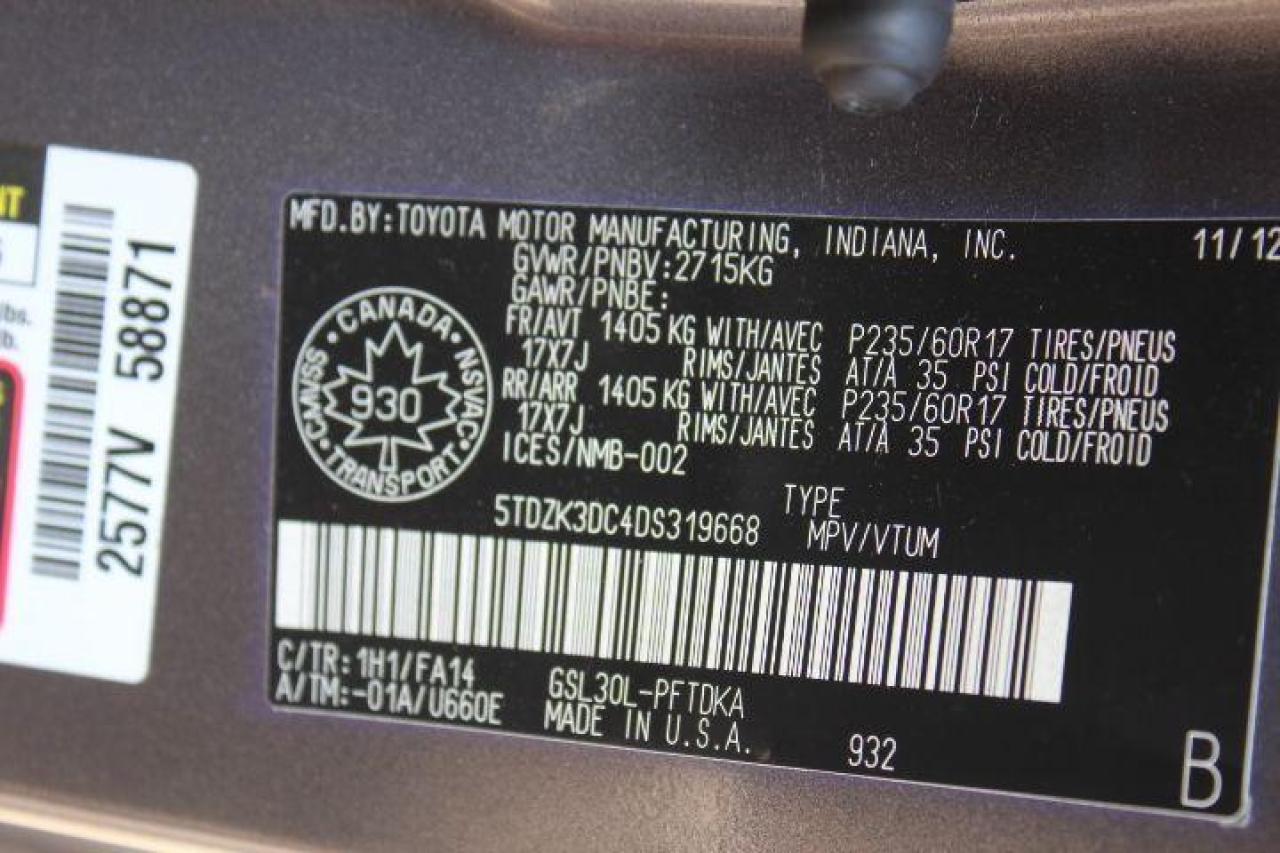 NT
/lbs.
lb.
2577V 58871
MFD.BY:TOYOTA MOTOR MANUFACTURING, INDIANA, INC. 11/12
GVWR/PNBV:2715KG
GAWR/PNBE:
FR/AVT 1405 KG WITH/AVEC P235/60R17 TIRES/PNEUS
17X7J RIMS/JANTES AT/A 35 PSI COLD/FROID
RR/ARR 1405 KG WITH/AVEC P235/60R17 TIRES/PNEUS
17X7J RIMS/JANTES AT/A 35 PSI COLD/FROID
ICES/NMB-002
CANADA
CMVSS
NSVAC
930
TRANSPORT
5TDZK3DC4DS319668
TYPE
MPV/VTUM
C/TR:1H1/FA14
A/TM:-01A/U660E
GSL30L-PFTDKA
MADE IN U.S.A.
932
B